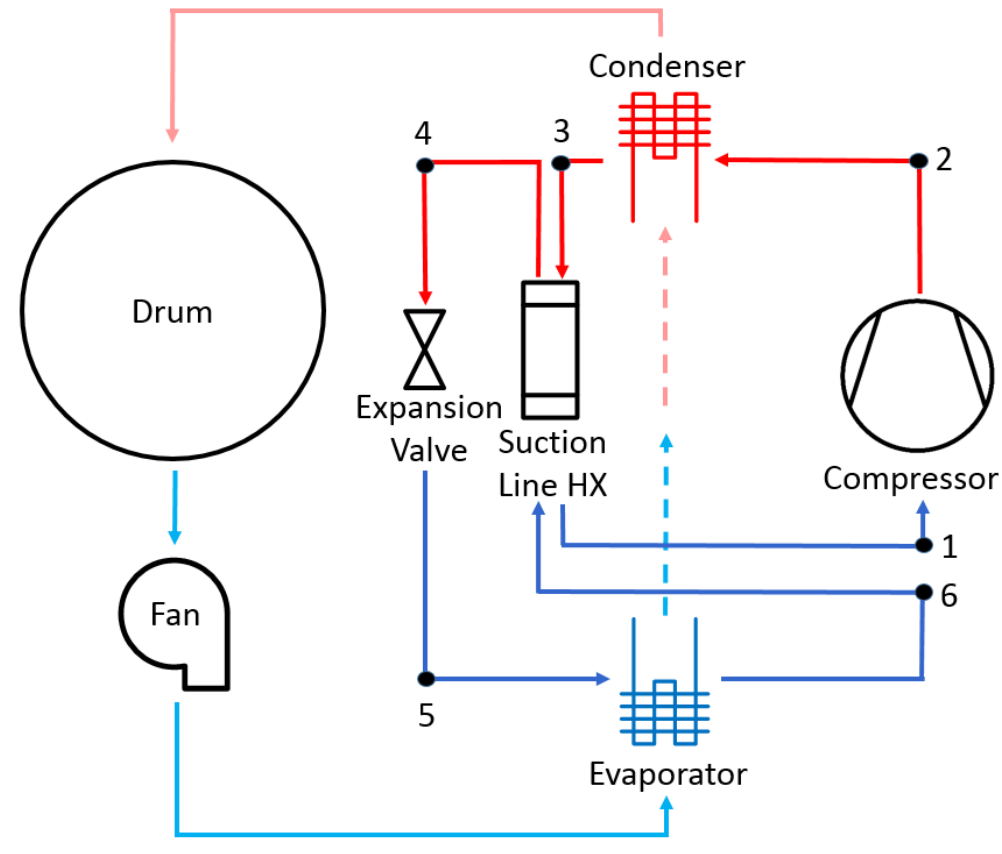 Condenser
4
3
2
Drum
Expansion
Valve
Suction
Line HX
Compressor
1
6
Fan
5
Evaporator